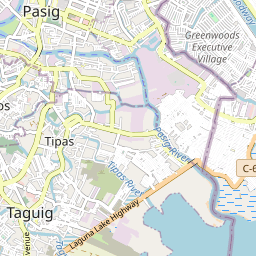 Pasig
Greenwoods
Executive
Village
Pasig River
Tipas
Tipas River
C-6
Taguig
Laguna Lake Highway